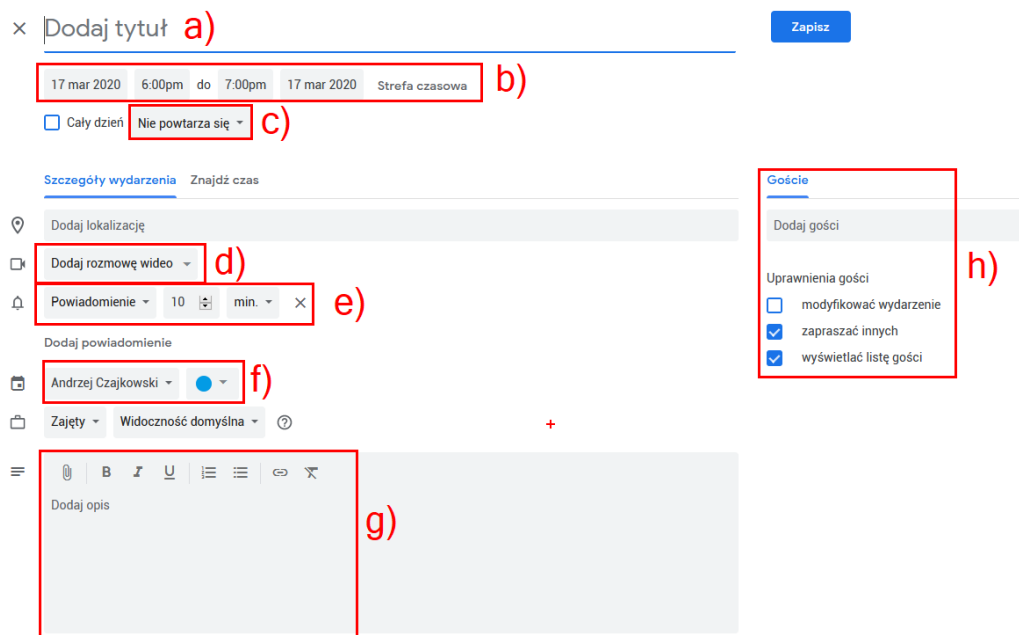 Dodaj tytuł a)
Zapisz
17 mar 2020 6:00pm do 7:00pm 17 mar 2020 Strefa czasowa b)
Cały dzień Nie powtarza się c)
Szczegóły wydarzenia Znajdź czas
Goście
Dodaj lokalizację
Dodaj gości
Dodaj rozmowę wideo d)
h)
Uprawnienia gości
Powiadomienie 10 min. e)
modyfikować wydarzenie
zapraszać innych
Dodaj powiadomienie
wyświetlać listę gości
Andrzej Czajkowski f)
Zajęty Widoczność domyślna
B I U
Dodaj opis
g)